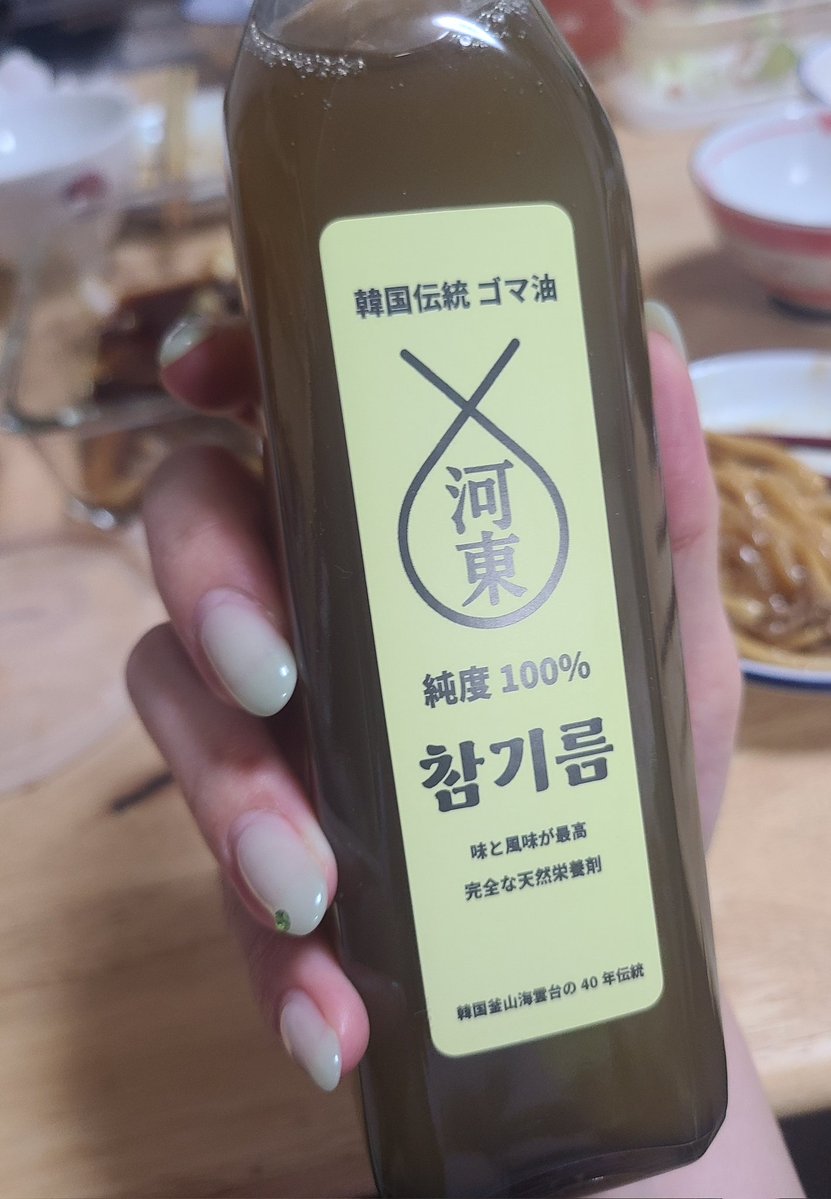 韓国伝統 ゴマ油
河
東
純度 100%
참기름
味と風味が最高
完全な天然栄養剤
韓国釜山海雲台の 40 年伝統